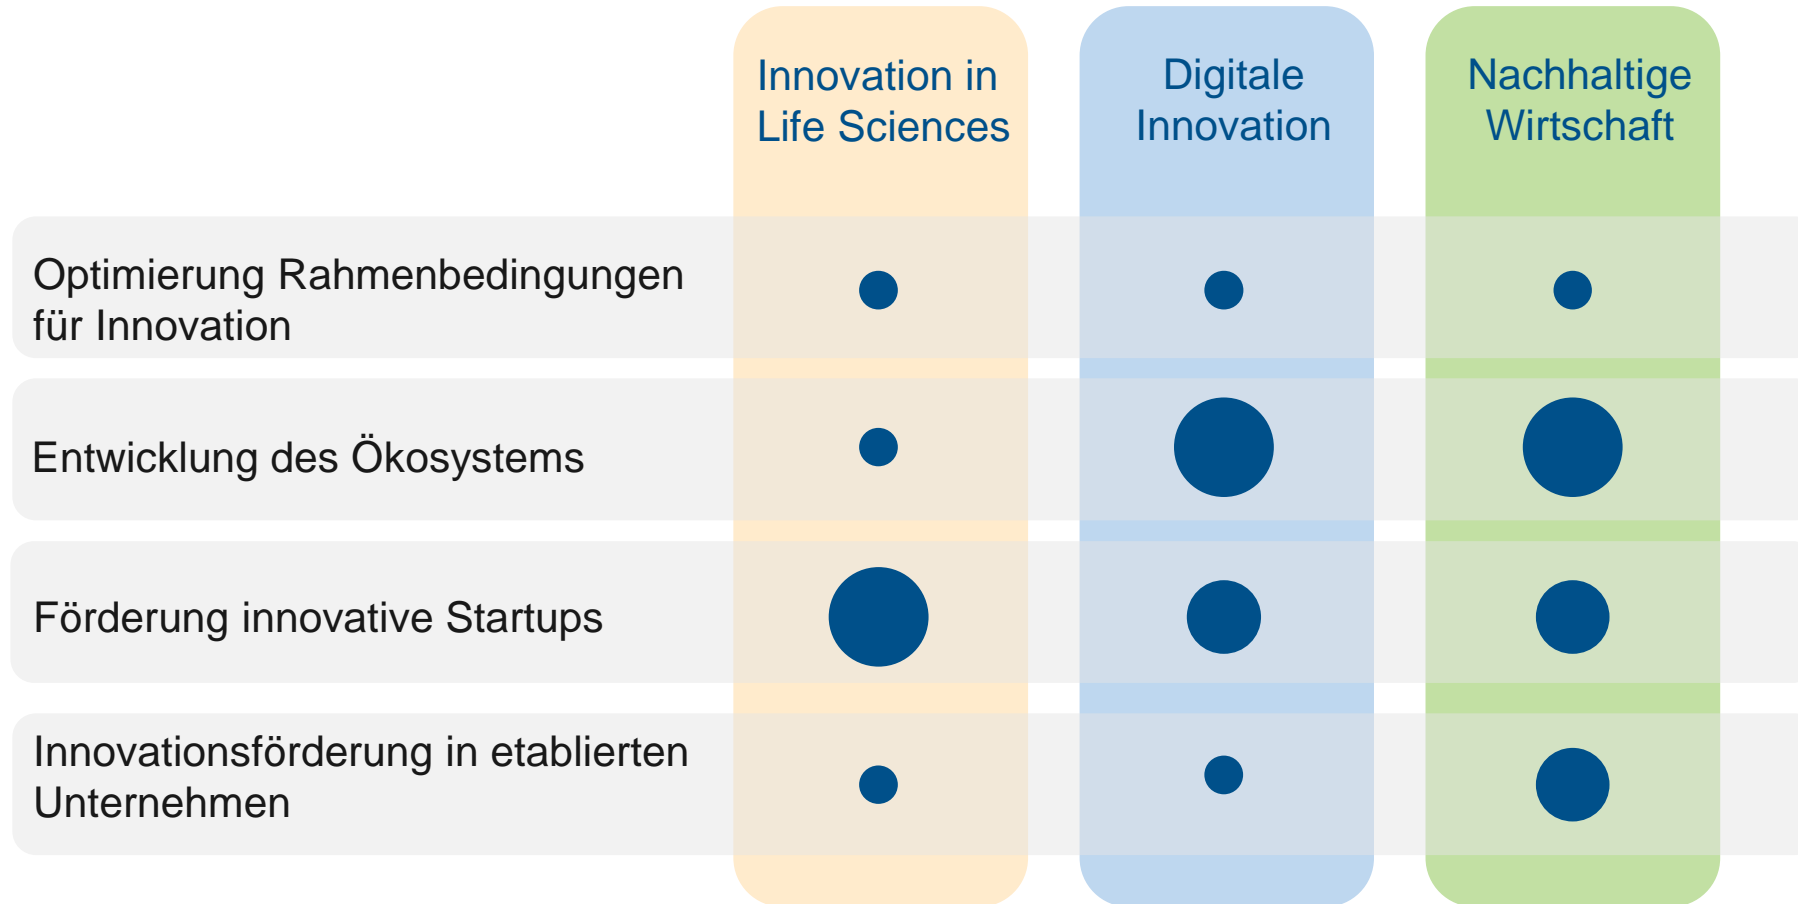 Innovation in
Life Sciences
Digitale
Innovation
Nachhaltige
Wirtschaft
Optimierung Rahmenbedingungen
für Innovation
Entwicklung des Ökosystems
Förderung innovative Startups
Innovationsförderung in etablierten
Unternehmen